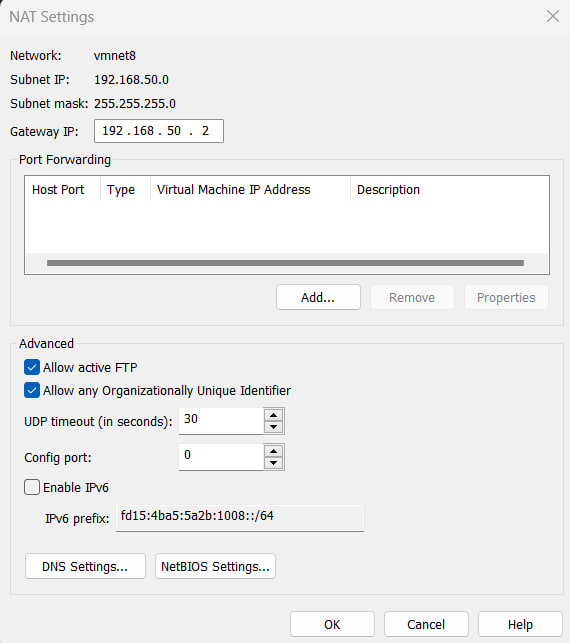 NAT Settings
Network: vmnet8
Subnet IP: 192.168.50.0
Subnet mask: 255.255.255.0
Gateway IP: 192 . 168 . 50 . 2
Port Forwarding
Host Port Type Virtual Machine IP Address Description
Add... Remove Properties
Advanced
Allow active FTP
Allow any Organizationally Unique Identifier
UDP timeout (in seconds): 30
Config port: 0
Enable IPv6
IPv6 prefix: fd15:4ba5:5a2b:1008::/64
DNS Settings... NetBIOS Settings...
OK Cancel Help